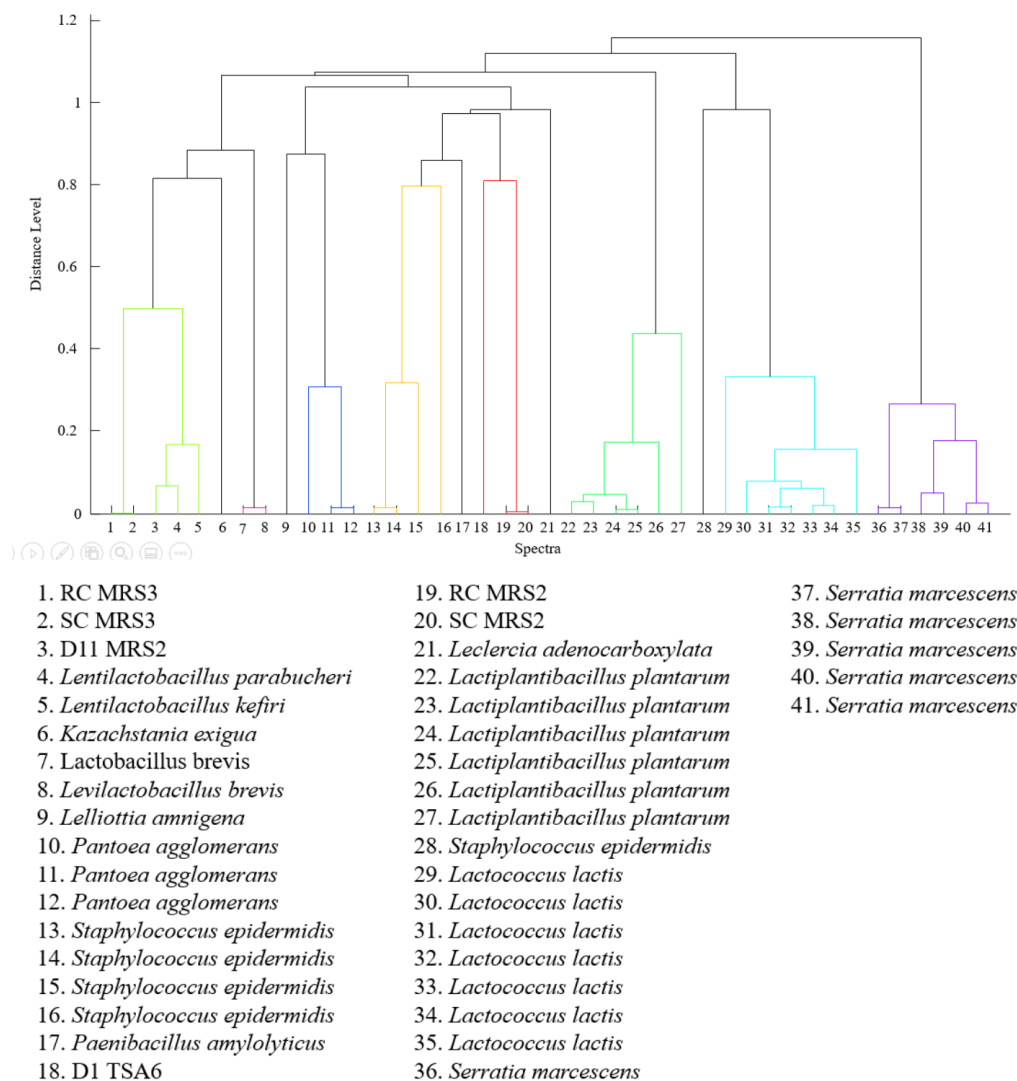 1.2
1
0.8
0.6
0.4
0.2
0
Distance Level
1 2 3 4 5 6 7 8 9 10 11 12 13 14 15 16 17 18 19 20 21 22 23 24 25 26 27 28 29 30 31 32 33 34 35 36 37 38 39 40 41
Spectra
1. RC MRS3
2. SC MRS3
3. D11 MRS2
4. Lentilactobacillus parabucheri
5. Lentilactobacillus kefiri
6. Kazachstania exigua
7. Lactobacillus brevis
8. Levilactobacillus brevis
9. Lelliottia amnigena
10. Pantoea agglomerans
11. Pantoea agglomerans
12. Pantoea agglomerans
13. Staphylococcus epidermidis
14. Staphylococcus epidermidis
15. Staphylococcus epidermidis
16. Staphylococcus epidermidis
17. Paenibacillus amylolyticus
18. D1 TSA6
19. RC MRS2
20. SC MRS2
21. Leclercia adenocarboxylata
22. Lactiplantibacillus plantarum
23. Lactiplantibacillus plantarum
24. Lactiplantibacillus plantarum
25. Lactiplantibacillus plantarum
26. Lactiplantibacillus plantarum
27. Lactiplantibacillus plantarum
28. Staphylococcus epidermidis
29. Lactococcus lactis
30. Lactococcus lactis
31. Lactococcus lactis
32. Lactococcus lactis
33. Lactococcus lactis
34. Lactococcus lactis
35. Lactococcus lactis
36. Serratia marcescens
37. Serratia marcescens
38. Serratia marcescens
39. Serratia marcescens
40. Serratia marcescens
41. Serratia marcescens